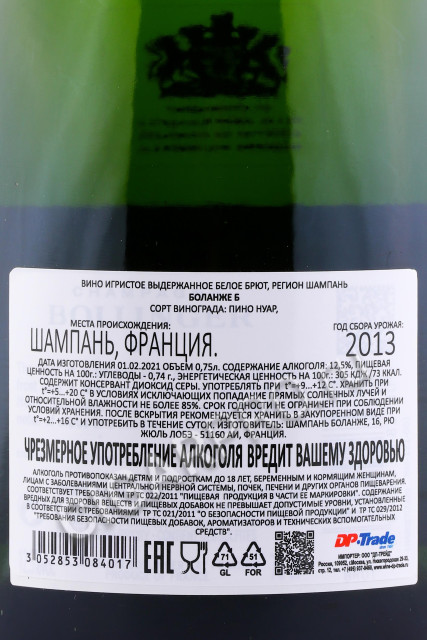 ВИНО ИГРИСТОЕ ВЫДЕРЖАННОЕ БЕЛОЕ БРЮТ, РЕГИОН ШАМПАНЬ
БОЛАНЖЕ Б
СОРТ ВИНОГРАДА: ПИНО НУАР,
МЕСТА ПРОИСХОЖДЕНИЯ:
ГОД СБОРА УРОЖАЯ:
ШАМПАНЬ, ФРАНЦИЯ.
2013
ДАТА ИЗГОТОВЛЕНИЯ 01.02.2021 ОБЪЕМ 0,75л. СОДЕРЖАНИЕ АЛКОГОЛЯ: 12,5%, ПИЩЕВАЯ
ЦЕННОСТЬ НА 100г.: УГЛЕВОДЫ - 0,74 г., ЭНЕРГЕТИЧЕСКАЯ ЦЕННОСТЬ НА 100г.: 305 КДЖ /73 ККАЛ.
СОДЕРЖИТ КОНСЕРВАНТ ДИОКСИД СЕРЫ. УПОТРЕБЛЯТЬ ПРИ t°=+9...+12 С°. ХРАНИТЬ ПРИ
t°=+5...+20 С° В УСЛОВИЯХ ИСКЛЮЧАЮЩИХ ПОПАДАНИЕ ПРЯМЫХ СОЛНЕЧНЫХ ЛУЧЕЙ И
ОТНОСИТЕЛЬНОЙ ВЛАЖНОСТИ НЕ БОЛЕЕ 85%. СРОК ГОДНОСТИ НЕ ОГРАНИЧЕН ПРИ СОБЛЮДЕНИИ
УСЛОВИЙ ХРАНЕНИЯ. ПОСЛЕ ВСКРЫТИЯ РЕКОМЕНДУЕТСЯ ХРАНИТЬ В ЗАКУПОРЕННОМ ВИДЕ ПРИ
t°=+2...+16 С° И УПОТРЕБИТЬ В ТЕЧЕНИЕ СУТОК. ИЗГОТОВИТЕЛЬ: ШАМПАНЬ БОЛАНЖЕ, 16, РЮ
ЖЮЛЬ ЛОБЭ - 51160 АИ, ФРАНЦИЯ.
ЧРЕЗМЕРНОЕ УПОТРЕБЛЕНИЕ АЛКОГОЛЯ ВРЕДИТ ВАШЕМУ ЗДОРОВЬЮ
АЛКОГОЛЬ ПРОТИВОПОКАЗАН ДЕТЯМ И ПОДРОСТКАМ ДО 18 ЛЕТ, БЕРЕМЕННЫМ И КОРМЯЩИМ ЖЕНЩИНАМ,
ЛИЦАМ С ЗАБОЛЕВАНИЯМИ ЦЕНТРАЛЬНОЙ НЕРВНОЙ СИСТЕМЫ, ПОЧЕК, ПЕЧЕНИ И ДРУГИХ ОРГАНОВ ПИЩЕВАРЕНИЯ.
СООТВЕТСТВУЕТ ТРЕБОВАНИЯМ ТР ТС 022/2011 "ПИЩЕВАЯ ПРОДУКЦИЯ В ЧАСТИ ЕЕ МАРКИРОВКИ". СОДЕРЖАНИЕ
ВРЕДНЫХ ДЛЯ ЗДОРОВЬЯ ВЕЩЕСТВ И ПИЩЕВЫХ ДОБАВОК НЕ ПРЕВЫШАЕТ ДОПУСТИМЫЕ УРОВНИ, УСТАНОВЛЕННЫЕ
В СООТВЕТСТВИИ С ТРЕБОВАНИЯМИ ТР ТС 021/2011 "О БЕЗОПАСНОСТИ ПИЩЕВОЙ ПРОДУКЦИИ" И ТР ТС 029/2012
"ТРЕБОВАНИЯ БЕЗОПАСНОСТИ ПИЩЕВЫХ ДОБАВОК, АРОМАТИЗАТОРОВ И ТЕХНИЧЕСКИХ ВСПОМОГАТЕЛЬНЫХ
СРЕДСТВ".
3 052853 084017
EAC
71
GL
51
FOR
DP-Trade
ИМПОРТЕР: ООО "ДП-ТРЕЙД"